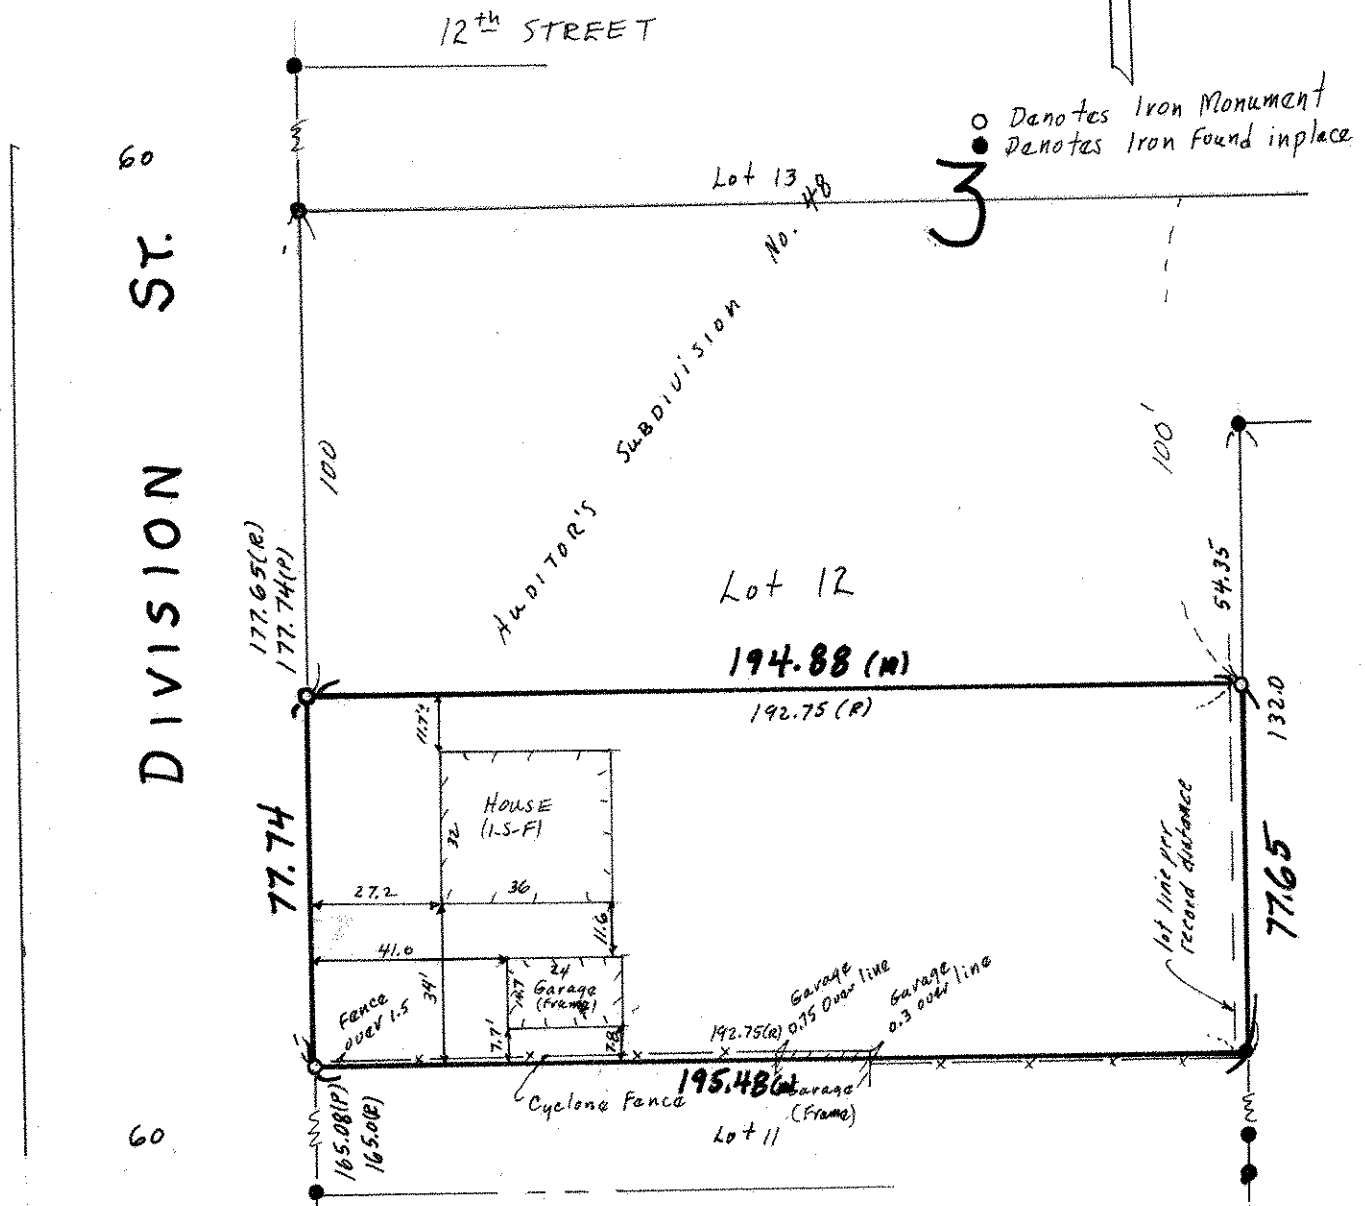 12th STREET
Denotes Iron Monument
Denotes Iron Found inplace
60
Lot 13
3
DIVISION ST.
AUDITOR'S SUBDIVISION No. 48
100
100'
177.65(R)
177.74(P)
54.35
Lot 12
194.88 (M)
192.75 (R)
132.0
11.7'±
HOUSE
(1.5-F)
32
36
77.74
77.65
lot line per
record distance
27.2
11.6
41.0
34'
24
Garage
(Frame)
7.7'
7.8
Fence
over 1.5
Garage
0.75 Over line
Garage
0.3 over line
192.75(R)
195.48
Cyclone Fence
Garage
(Frame)
Lot 11
165.08(P)
165.0(R)
60